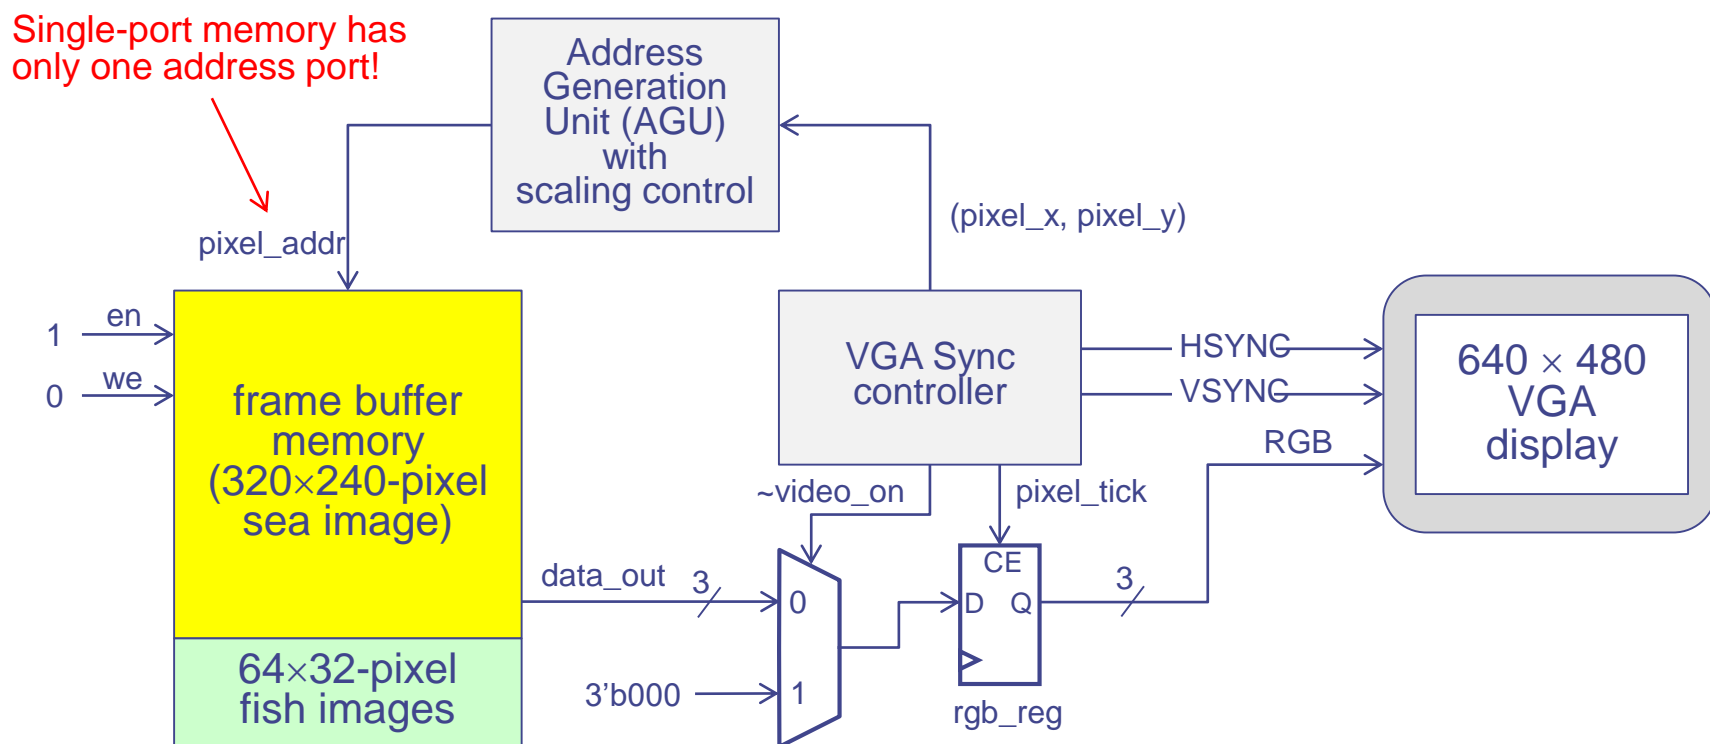 Single-port memory has
only one address port!
Address
Generation
Unit (AGU)
with
scaling control
pixel_addr
(pixel_x, pixel_y)
1
en
0
we
frame buffer
memory
(320×240-pixel
sea image)
64×32-pixel
fish images
VGA Sync
controller
HSYNC
VSYNC
RGB
640 × 480
VGA
display
~video_on
pixel_tick
data_out
3
0
1
3'b000
CE
D
Q
rgb_reg
3